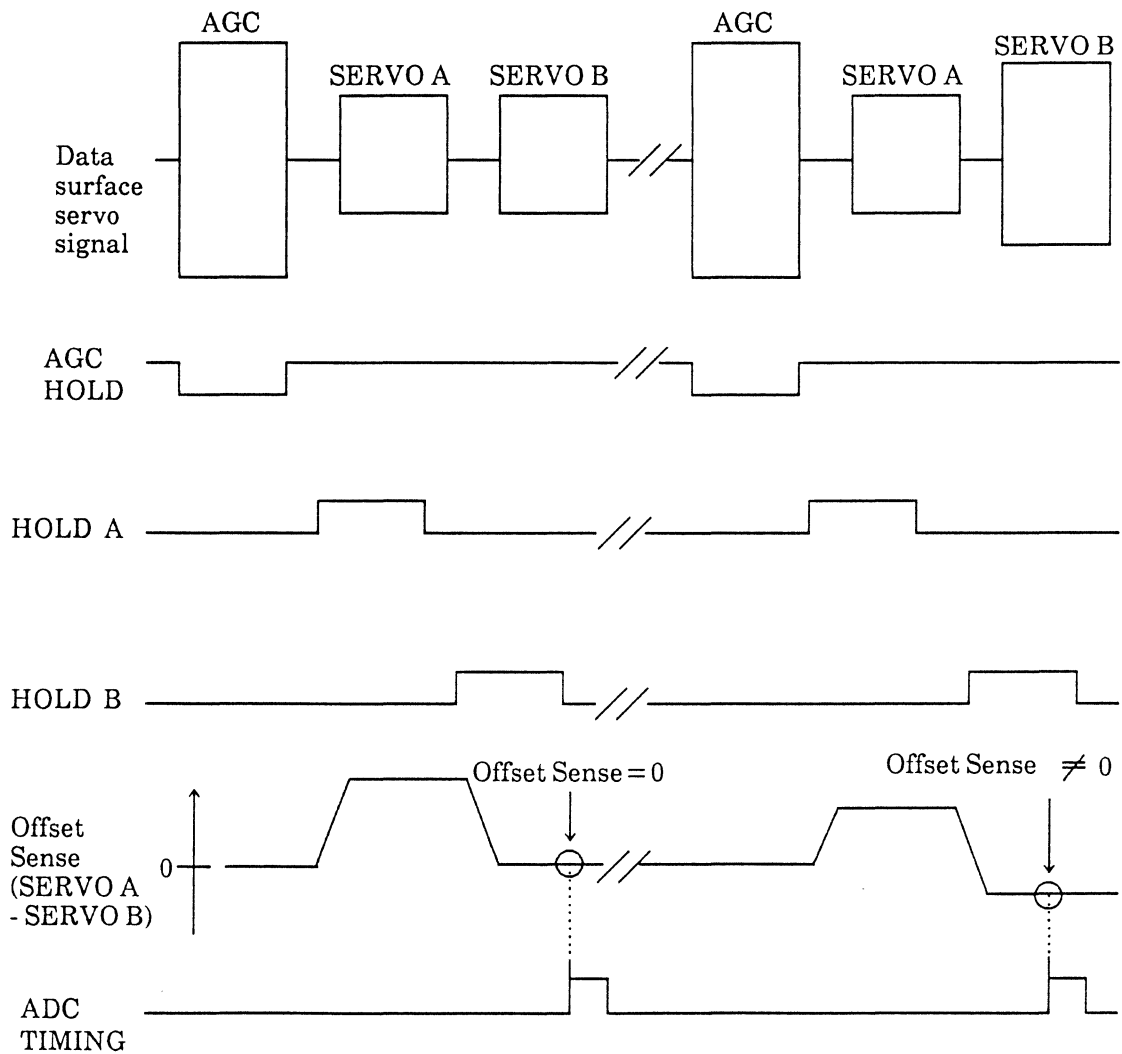 AGC
AGC
SERVO A
SERVO B
SERVO A
SERVO B
Data
surface
servo
signal
AGC
HOLD
HOLD A
HOLD B
Offset Sense = 0
Offset Sense ≠ 0
Offset
Sense
(SERVO A
- SERVO B)
0
ADC
TIMING